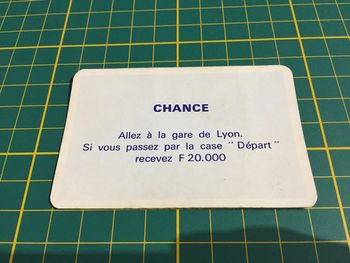 CHANCE
Allez à la gare de Lyon.
Si vous passez par la case " Départ "
recevez F 20.000